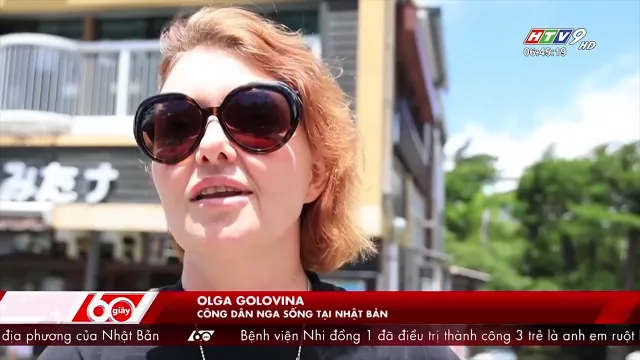 HTV9 HD
06:45:19
みたナ
OLGA GOLOVINA
CÔNG DÂN NGA SỐNG TẠI NHẬT BẢN
60 giây
địa phương của Nhật Bản Bệnh viện Nhi đồng 1 đã điều trị thành công 3 trẻ là anh em ruột